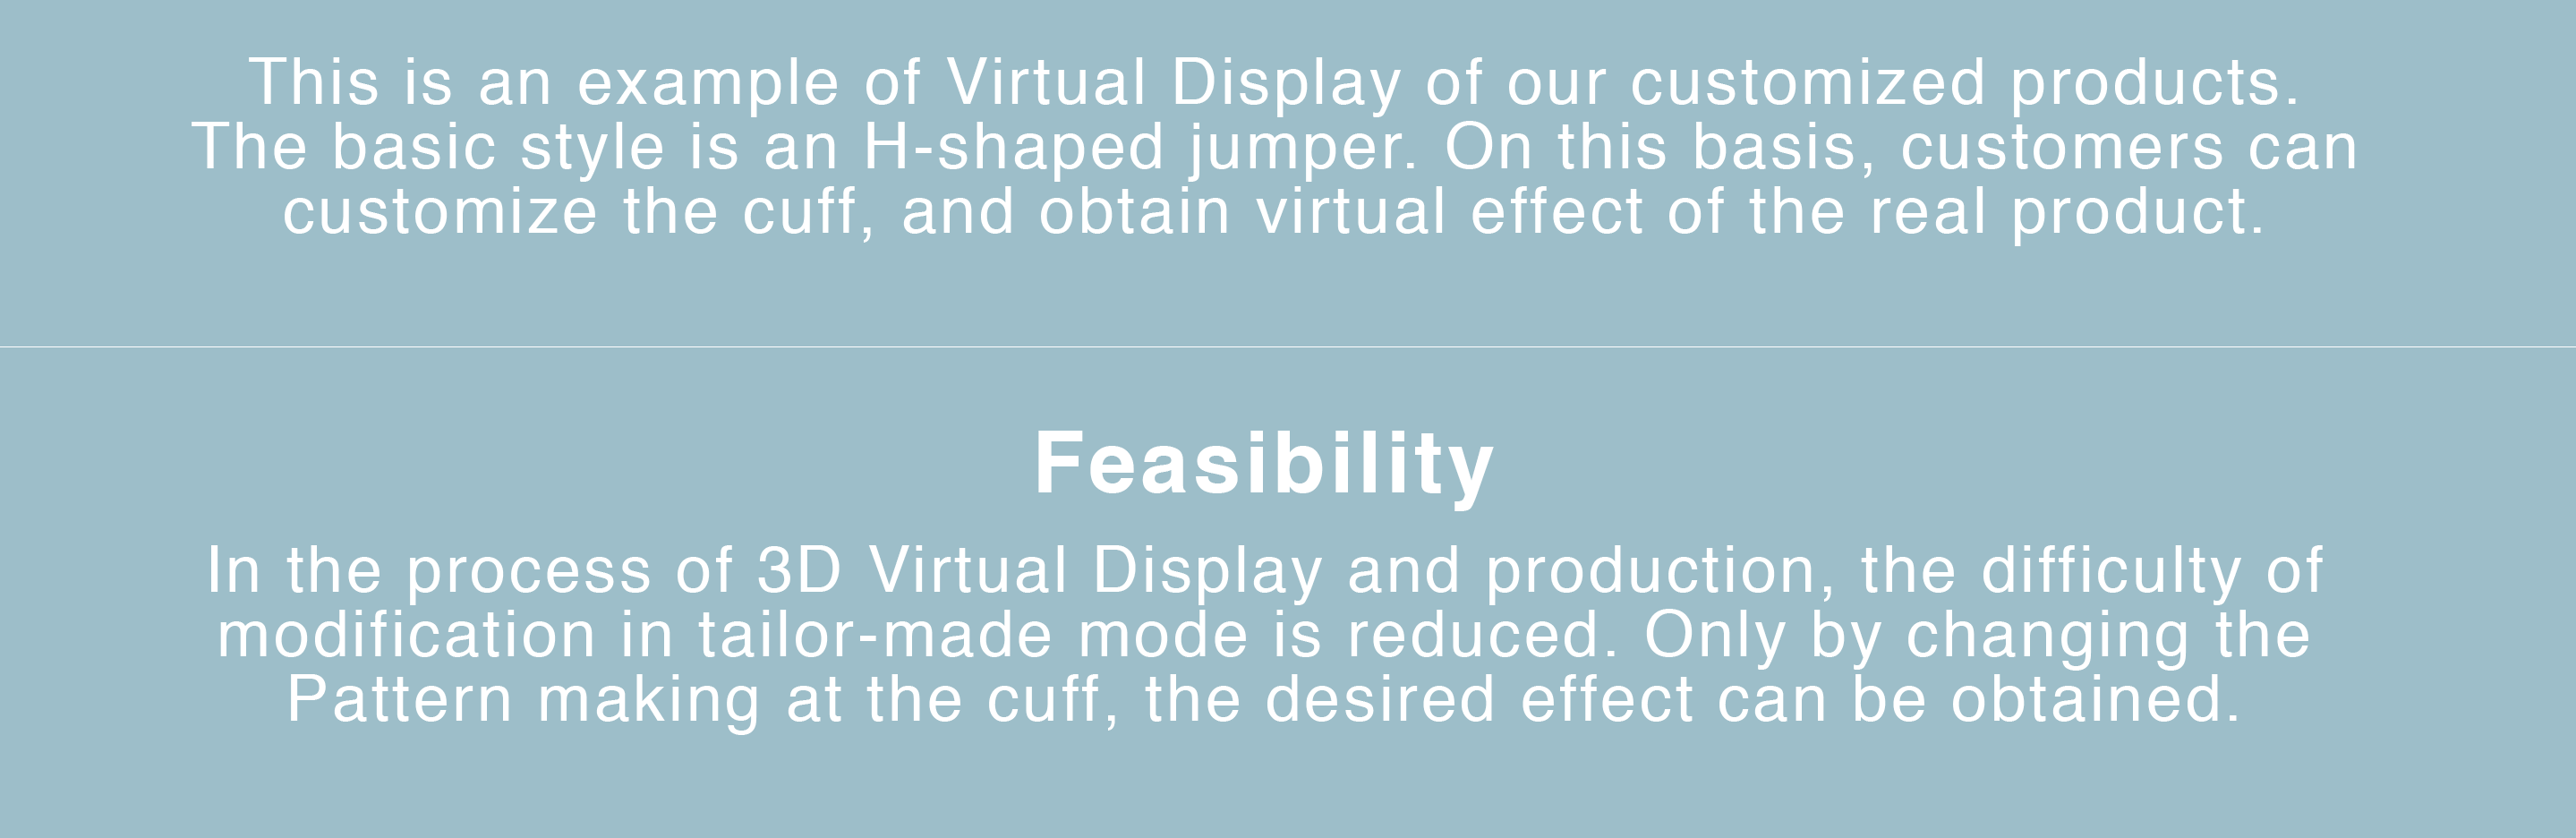 This is an example of Virtual Display of our customized products.
The basic style is an H-shaped jumper. On this basis, customers can
customize the cuff, and obtain virtual effect of the real product.
Feasibility
In the process of 3D Virtual Display and production, the difficulty of
modification in tailor-made mode is reduced. Only by changing the
Pattern making at the cuff, the desired effect can be obtained.